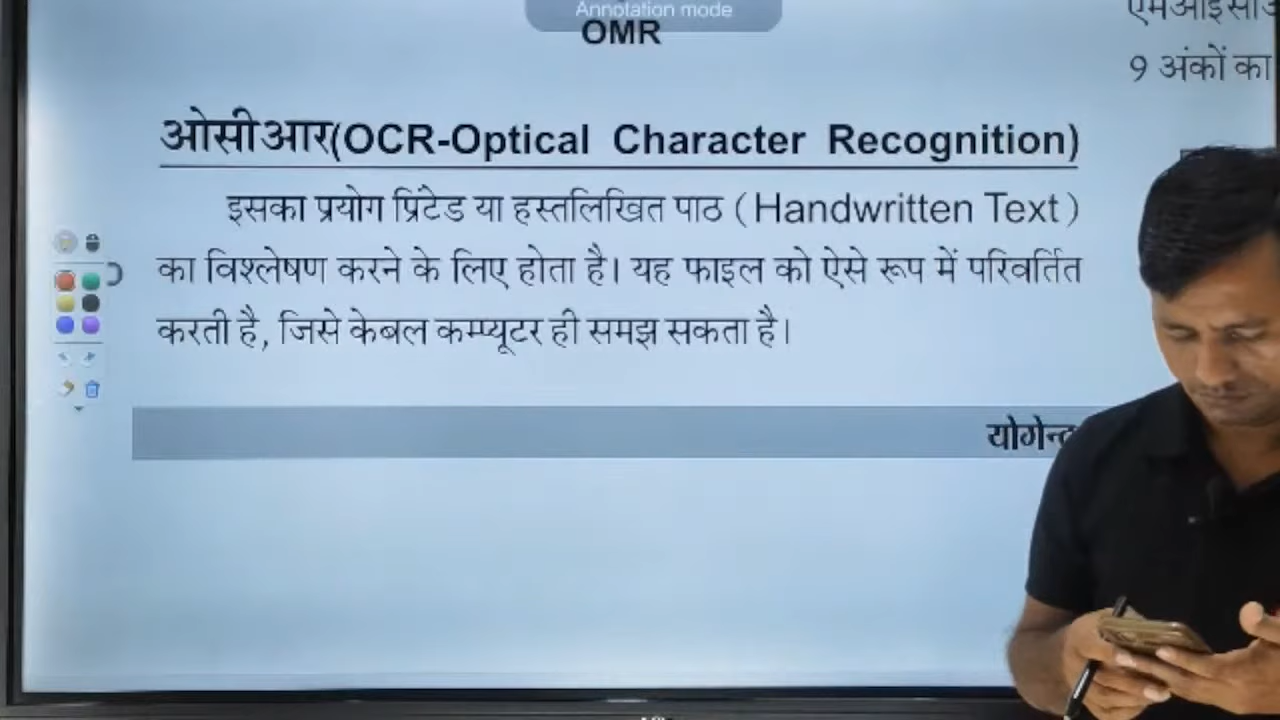 Annotation mode
OMR
9 अंकों का
ओसीआर(OCR-Optical Character Recognition)
इसका प्रयोग प्रिंटेड या हस्तलिखित पाठ (Handwritten Text)
का विश्लेषण करने के लिए होता है। यह फाइल को ऐसे रूप में परिवर्तित
करती है, जिसे केबल कम्प्यूटर ही समझ सकता है।